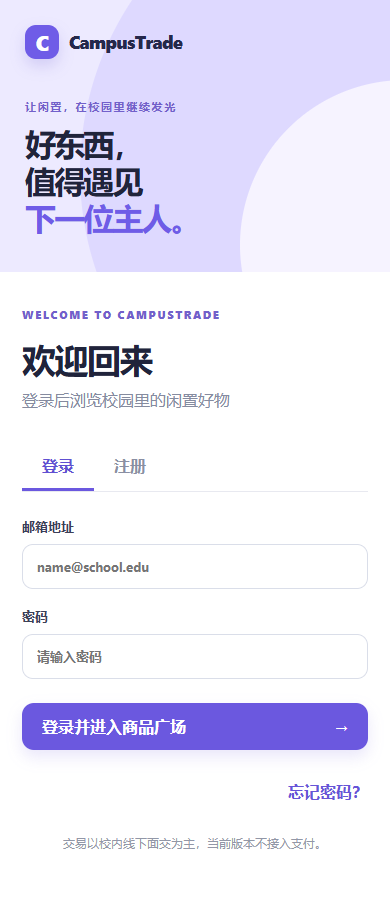 C CampusTrade
让闲置，在校园里继续发光
好东西，
值得遇见
下一位主人。
WELCOME TO CAMPUSTRADE
欢迎回来
登录后浏览校园里的闲置好物
登录 注册
邮箱地址
name@school.edu
密码
请输入密码
登录并进入商品广场 →
忘记密码?
交易以校内线下面交为主，当前版本不接入支付。